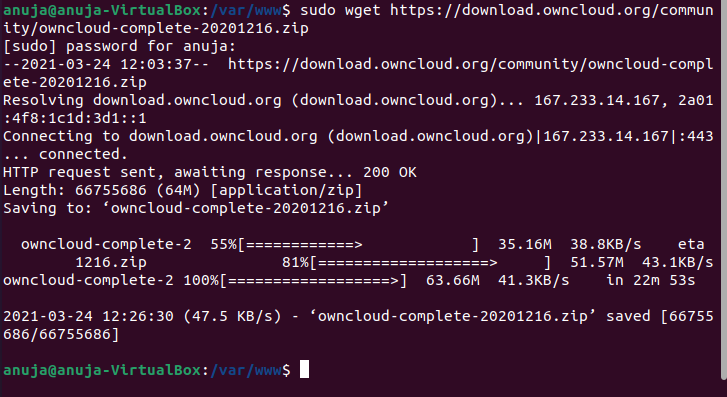 anuja@anuja-VirtualBox:/var/www$ sudo wget https://download.owncloud.org/commun
ity/owncloud-complete-20201216.zip
[sudo] password for anuja:
--2021-03-24 12:03:37--  https://download.owncloud.org/community/owncloud-compl
ete-20201216.zip
Resolving download.owncloud.org (download.owncloud.org)... 167.233.14.167, 2a01
:4f8:1c1d:3d1::1
Connecting to download.owncloud.org (download.owncloud.org)|167.233.14.167|:443
... connected.
HTTP request sent, awaiting response... 200 OK
Length: 66755686 (64M) [application/zip]
Saving to: ‘owncloud-complete-20201216.zip’
owncloud-complete-2  55%[============>           ]  35.16M  38.8KB/s    eta
1216.zip             81%[===================>    ]  51.57M  43.1KB/s
owncloud-complete-2 100%[==================>]  63.66M  41.3KB/s    in 22m 53s
2021-03-24 12:26:30 (47.5 KB/s) - ‘owncloud-complete-20201216.zip’ saved [66755
686/66755686]
anuja@anuja-VirtualBox:/var/www$